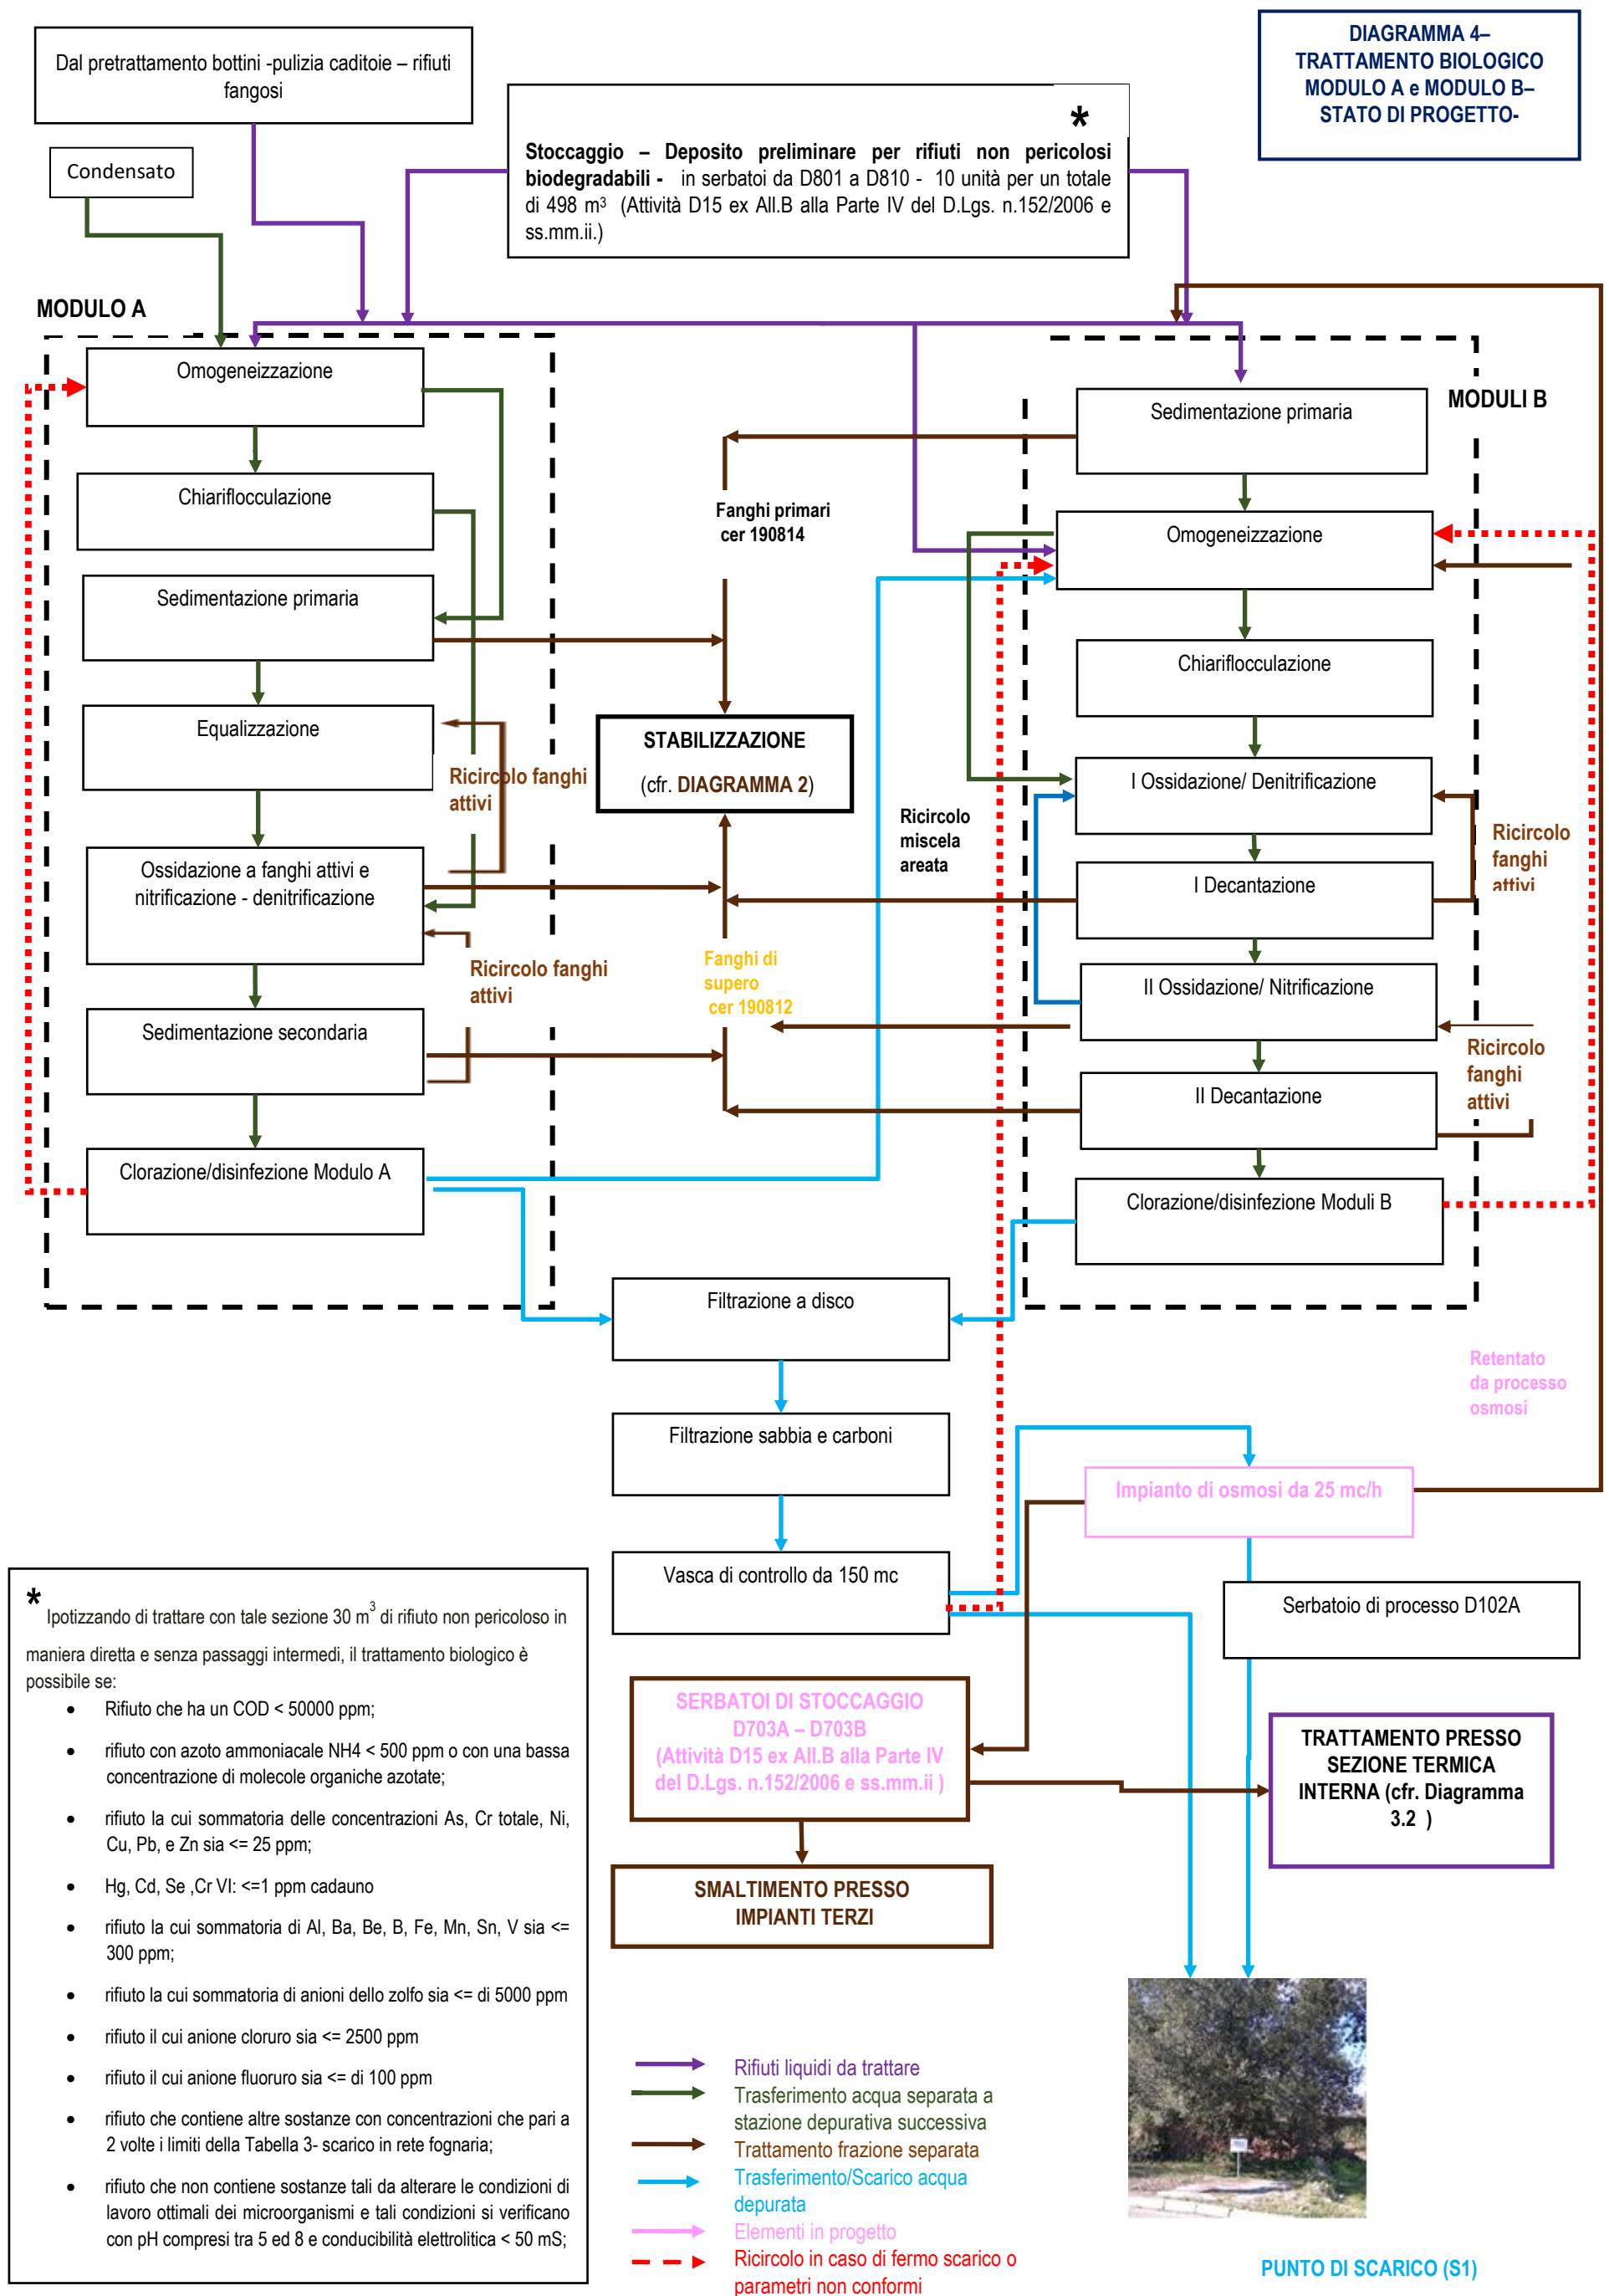 DIAGRAMMA 4–
TRATTAMENTO BIOLOGICO
MODULO A e MODULO B–
STATO DI PROGETTO-
Dal pretrattamento bottini -pulizia caditoie – rifiuti
fangosi
Condensato
*
Stoccaggio – Deposito preliminare per rifiuti non pericolosi
biodegradabili - in serbatoi da D801 a D810 - 10 unità per un totale
di 498 m3 (Attività D15 ex All.B alla Parte IV del D.Lgs. n.152/2006 e
ss.mm.ii.)
MODULO A
Omogeneizzazione
Chiariflocculazione
Sedimentazione primaria
Equalizzazione
Ricircolo fanghi
attivi
Ossidazione a fanghi attivi e
nitrificazione - denitrificazione
Ricircolo fanghi
attivi
Sedimentazione secondaria
Clorazione/disinfezione Modulo A
Fanghi primari
cer 190814
STABILIZZAZIONE
(cfr. DIAGRAMMA 2)
Fanghi di
supero
cer 190812
Ricircolo
miscela
areata
MODULI B
Sedimentazione primaria
Omogeneizzazione
Chiariflocculazione
I Ossidazione/ Denitrificazione
Ricircolo
fanghi
attivi
I Decantazione
II Ossidazione/ Nitrificazione
Ricircolo
fanghi
attivi
II Decantazione
Clorazione/disinfezione Moduli B
Filtrazione a disco
Filtrazione sabbia e carboni
Vasca di controllo da 150 mc
Retentato
da processo
osmosi
Impianto di osmosi da 25 mc/h
Serbatoio di processo D102A
SERBATOI DI STOCCAGGIO
D703A – D703B
(Attività D15 ex All.B alla Parte IV
del D.Lgs. n.152/2006 e ss.mm.ii )
TRATTAMENTO PRESSO
SEZIONE TERMICA
INTERNA (cfr. Diagramma
3.2 )
SMALTIMENTO PRESSO
IMPIANTI TERZI
* Ipotizzando di trattare con tale sezione 30 m3 di rifiuto non pericoloso in
maniera diretta e senza passaggi intermedi, il trattamento biologico è
possibile se:
• Rifiuto che ha un COD < 50000 ppm;
• rifiuto con azoto ammoniacale NH4 < 500 ppm o con una bassa
concentrazione di molecole organiche azotate;
• rifiuto la cui sommatoria delle concentrazioni As, Cr totale, Ni,
Cu, Pb, e Zn sia <= 25 ppm;
• Hg, Cd, Se ,Cr VI: <=1 ppm cadauno
• rifiuto la cui sommatoria di Al, Ba, Be, B, Fe, Mn, Sn, V sia <=
300 ppm;
• rifiuto la cui sommatoria di anioni dello zolfo sia <= di 5000 ppm
• rifiuto il cui anione cloruro sia <= 2500 ppm
• rifiuto il cui anione fluoruro sia <= di 100 ppm
• rifiuto che contiene altre sostanze con concentrazioni che pari a
2 volte i limiti della Tabella 3- scarico in rete fognaria;
• rifiuto che non contiene sostanze tali da alterare le condizioni di
lavoro ottimali dei microorganismi e tali condizioni si verificano
con pH compresi tra 5 ed 8 e conducibilità elettrolitica < 50 mS;
Rifiuti liquidi da trattare
Trasferimento acqua separata a
stazione depurativa successiva
Trattamento frazione separata
Trasferimento/Scarico acqua
depurata
Elementi in progetto
Ricircolo in caso di fermo scarico o
parametri non conformi
PUNTO DI SCARICO (S1)